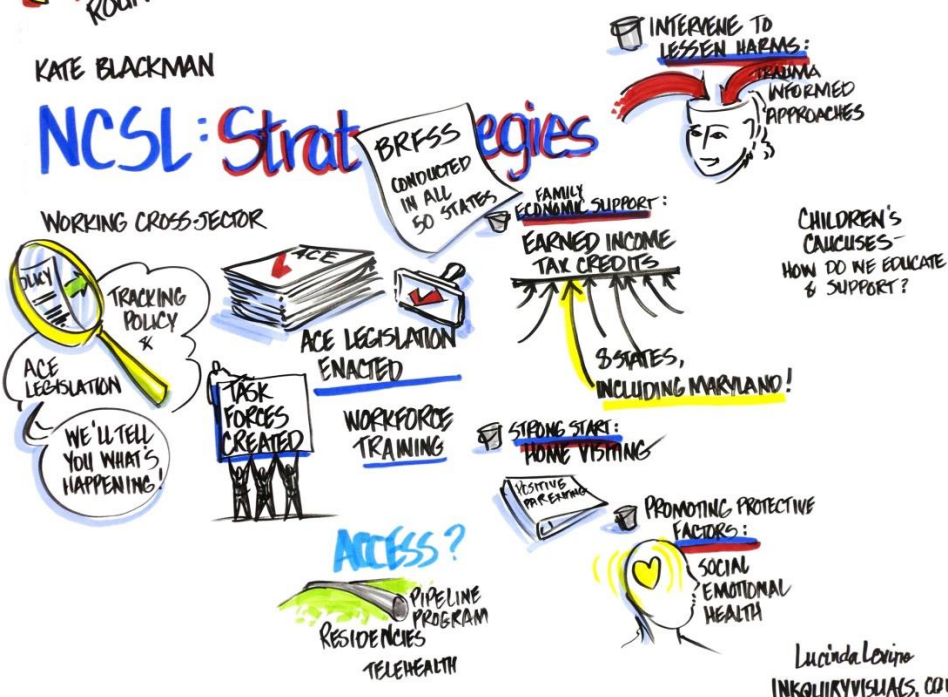 KATE BLACKMAN
NCSL: Strategies
BRFSS
CONDUCTED
IN ALL
50 STATES
WORKING CROSS-SECTOR
POLICY
TRACKING
POLICY
&
ACE
LEGISLATION
WE'LL TELL
YOU WHAT'S
HAPPENING!
ACE
ACE LEGISLATION
ENACTED
TASK
FORCES
CREATED
WORKFORCE
TRAINING
ACCESS?
PIPELINE
PROGRAM
RESIDENCIES
TELEHEALTH
INTERVENE TO
LESSEN HARMS:
TRAUMA
INFORMED
APPROACHES
FAMILY
ECONOMIC SUPPORT:
EARNED INCOME
TAX CREDITS
8 STATES,
INCLUDING MARYLAND!
CHILDREN'S
CAUCUSES-
HOW DO WE EDUCATE
& SUPPORT?
STRONG START:
HOME VISITING
POSITIVE
PARENTING
PROMOTING PROTECTIVE
FACTORS:
SOCIAL
EMOTIONAL
HEALTH
Lucinda Levine
INKQUIRYVISUALS.COM